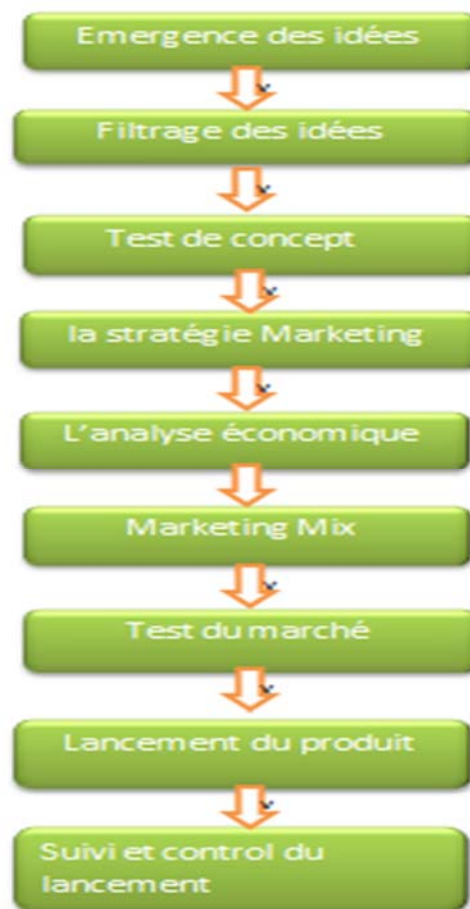 Emergence des idées
Filtrage des idées
Test de concept
la stratégie Marketing
L'analyse économique
Marketing Mix
Test du marché
Lancement du produit
Suivi et control du
lancement